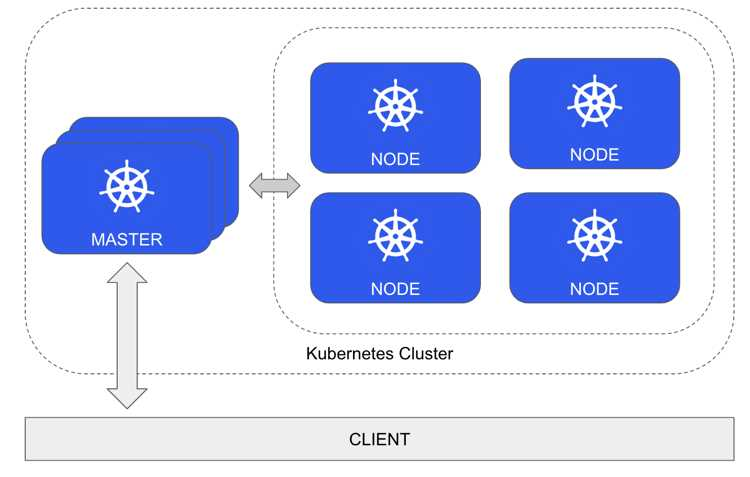 NODE
NODE
MASTER
NODE
NODE
Kubernetes Cluster
CLIENT